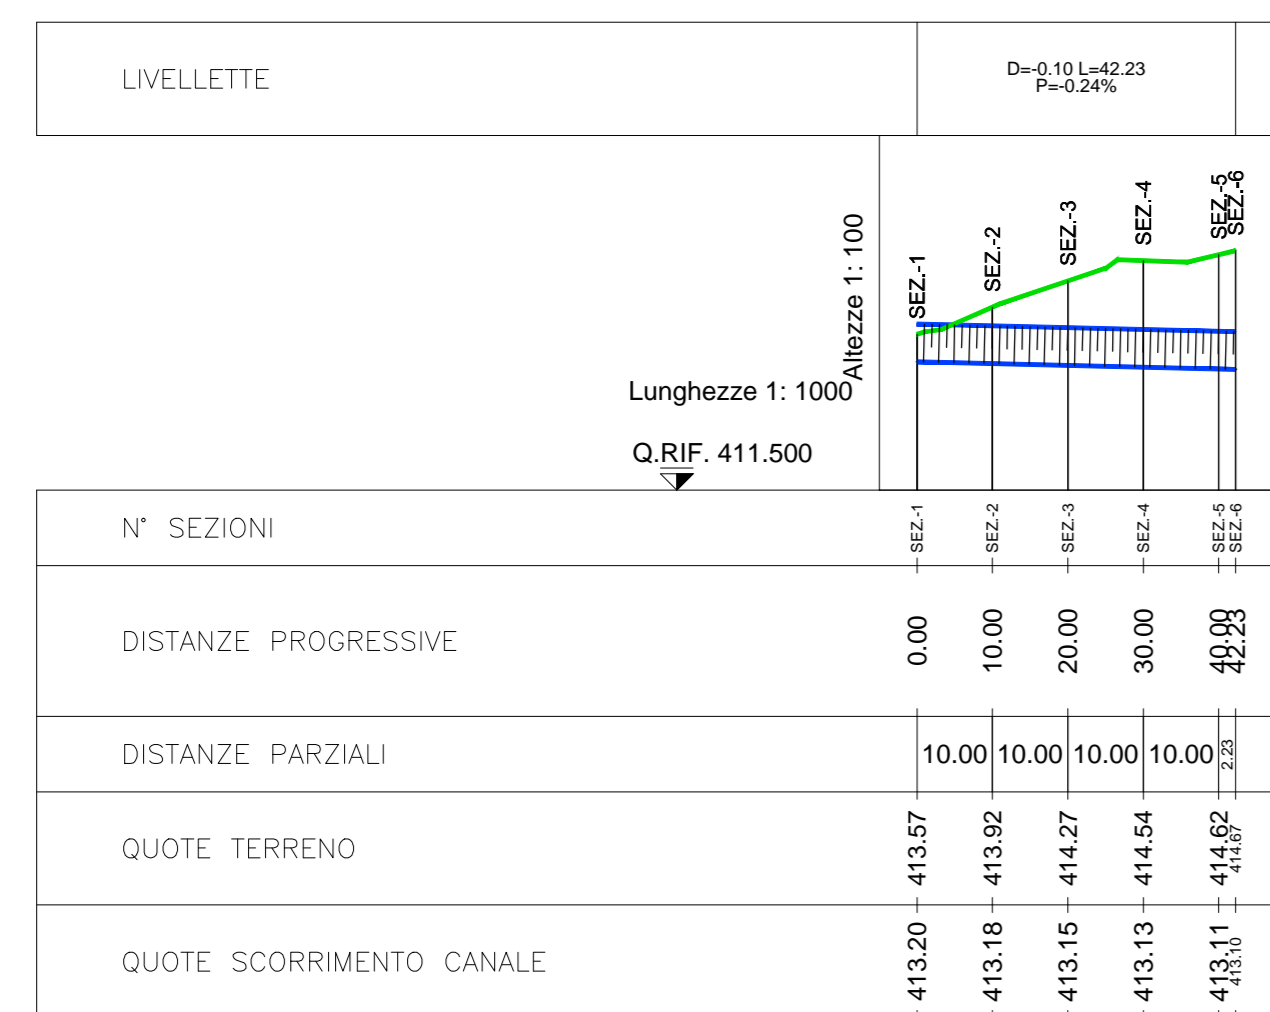 LIVELLETTE
D=-0.10 L=42.23
P=-0.24%
SEZ.-1
SEZ.-2
SEZ.-3
SEZ.-4
SEZ.-5
SEZ.-6
Altezze 1: 100
Lunghezze 1: 1000
Q.RIF. 411.500
N° SEZIONI
SEZ.-1
SEZ.-2
SEZ.-3
SEZ.-4
SEZ.-5
SEZ.-6
DISTANZE PROGRESSIVE
0.00
10.00
20.00
30.00
40.00
42.23
DISTANZE PARZIALI
10.00
10.00
10.00
10.00
2.23
QUOTE TERRENO
413.57
413.92
414.27
414.54
414.62
414.67
QUOTE SCORRIMENTO CANALE
413.20
413.18
413.15
413.13
413.11
413.10